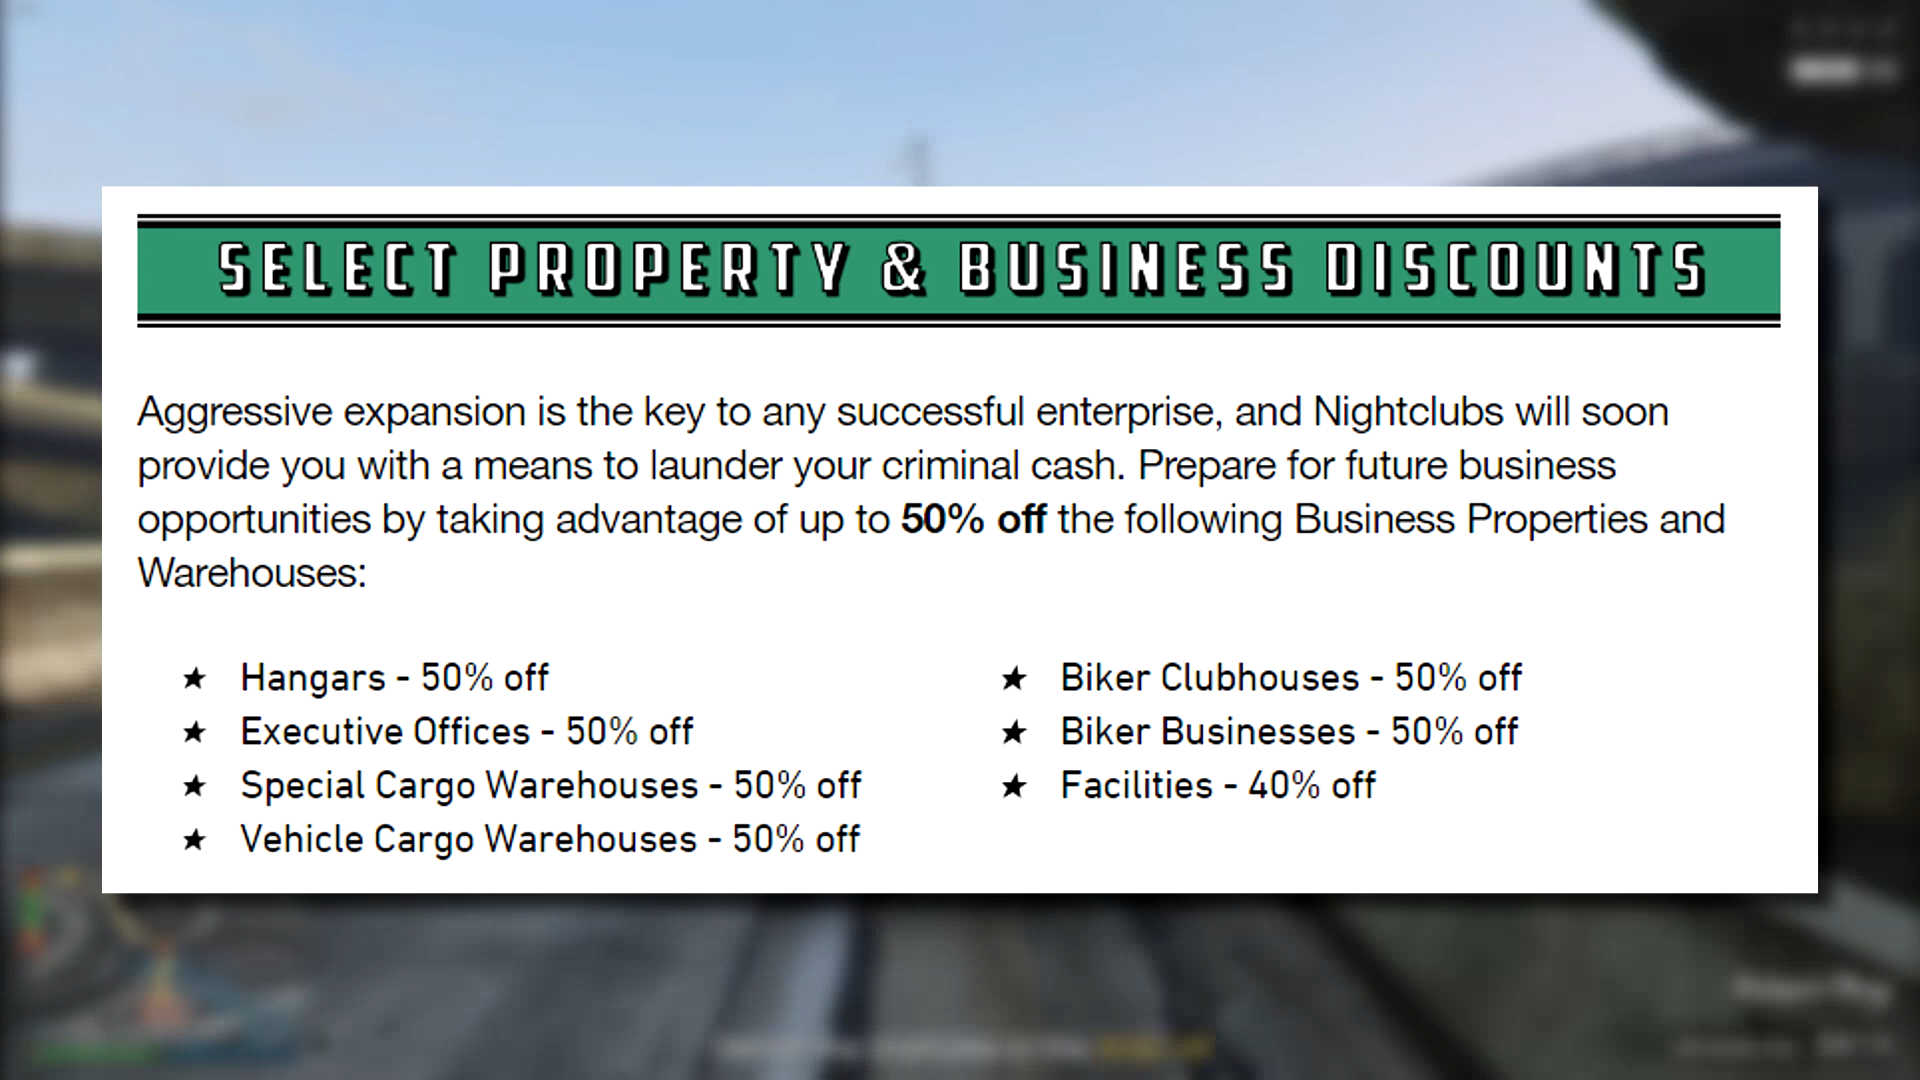 SELECT PROPERTY & BUSINESS DISCOUNTS
Aggressive expansion is the key to any successful enterprise, and Nightclubs will soon
provide you with a means to launder your criminal cash. Prepare for future business
opportunities by taking advantage of up to 50% off the following Business Properties and
Warehouses:
★ Hangars - 50% off
★ Executive Offices - 50% off
★ Special Cargo Warehouses - 50% off
★ Vehicle Cargo Warehouses - 50% off
★ Biker Clubhouses - 50% off
★ Biker Businesses - 50% off
★ Facilities - 40% off